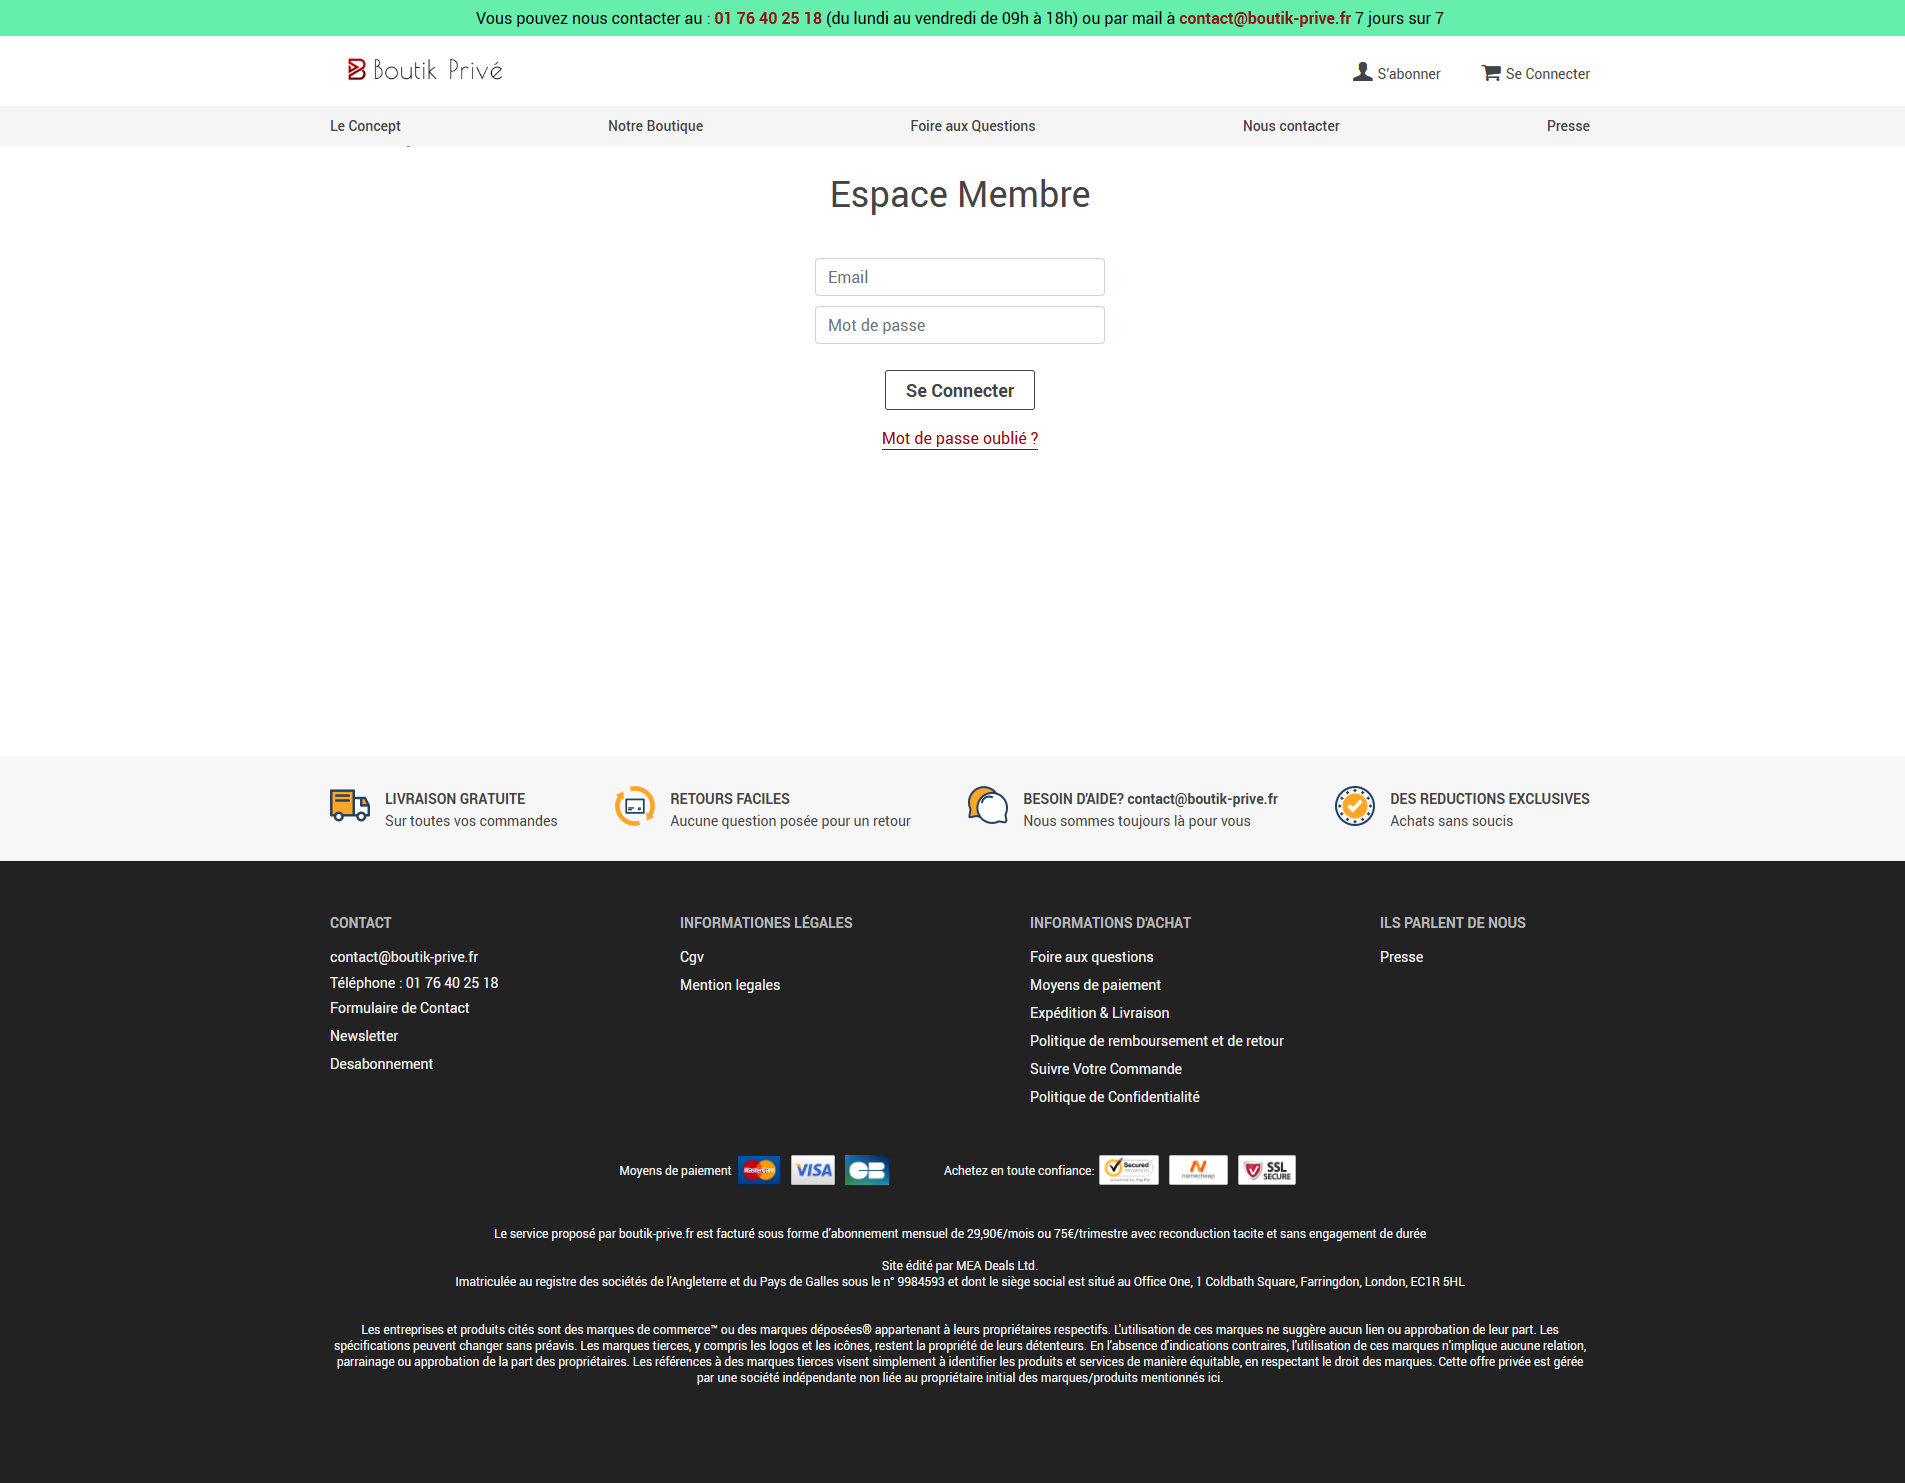 Vous pouvez nous contacter au : 01 76 40 25 18 (du lundi au vendredi de 09h à 18h) ou par mail à contact@boutik-prive.fr 7 jours sur 7
Boutik Privé
S'abonner
Se Connecter
Le Concept
Notre Boutique
Foire aux Questions
Nous contacter
Presse
Espace Membre
Email
Mot de passe
Se Connecter
Mot de passe oublié ?
LIVRAISON GRATUITE
Sur toutes vos commandes
RETOURS FACILES
Aucune question posée pour un retour
BESOIN D'AIDE? contact@boutik-prive.fr
Nous sommes toujours là pour vous
DES REDUCTIONS EXCLUSIVES
Achats sans soucis
CONTACT
contact@boutik-prive.fr
Téléphone : 01 76 40 25 18
Formulaire de Contact
Newsletter
Desabonnement
INFORMATIONES LÉGALES
Cgv
Mention legales
INFORMATIONS D'ACHAT
Foire aux questions
Moyens de paiement
Expédition & Livraison
Politique de remboursement et de retour
Suivre Votre Commande
Politique de Confidentialité
ILS PARLENT DE NOUS
Presse
Moyens de paiement
MasterCard
VISA
CB
Achetez en toute confiance:
Secured
namecheap
SSL
SECURE
Le service proposé par boutik-prive.fr est facturé sous forme d'abonnement mensuel de 29,90€/mois ou 75€/trimestre avec reconduction tacite et sans engagement de durée
Site édité par MEA Deals Ltd.
Imatriculée au registre des sociétés de l'Angleterre et du Pays de Galles sous le n° 9984593 et dont le siège social est situé au Office One, 1 Coldbath Square, Farringdon, London, EC1R 5HL
Les entreprises et produits cités sont des marques de commerce™ ou des marques déposées® appartenant à leurs propriétaires respectifs. L'utilisation de ces marques ne suggère aucun lien ou approbation de leur part. Les
spécifications peuvent changer sans préavis. Les marques tierces, y compris les logos et les icônes, restent la propriété de leurs détenteurs. En l'absence d'indications contraires, l'utilisation de ces marques n'implique aucune relation,
parrainage ou approbation de la part des propriétaires. Les références à des marques tierces visent simplement à identifier les produits et services de manière équitable, en respectant le droit des marques. Cette offre privée est gérée
par une société indépendante non liée au propriétaire initial des marques/produits mentionnés ici.